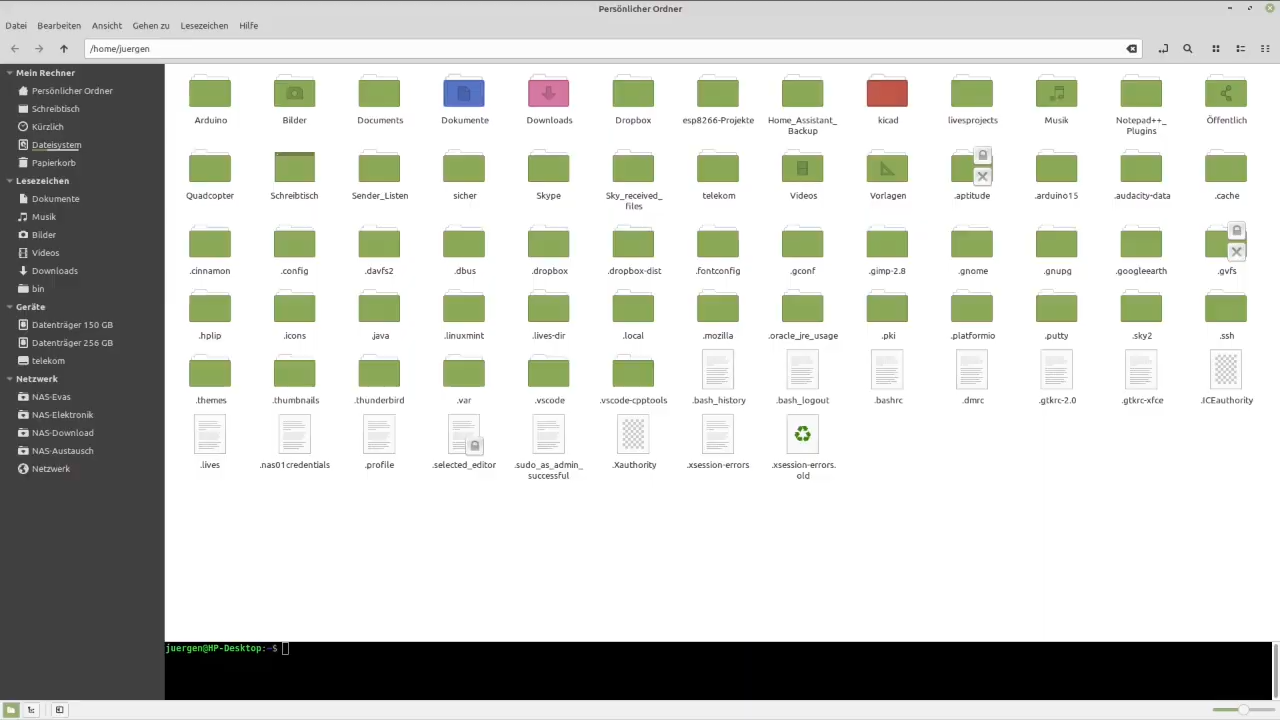 Persönlicher Ordner
Datei Bearbeiten Ansicht Gehen zu Lesezeichen Hilfe
/home/juergen
Mein Rechner
Persönlicher Ordner
Schreibtisch
Kürzlich
Dateisystem
Papierkorb
Lesezeichen
Dokumente
Musik
Bilder
Videos
Downloads
bin
Geräte
Datenträger 150 GB
Datenträger 256 GB
telekom
Netzwerk
NAS-Evas
NAS-Elektronik
NAS-Download
NAS-Austausch
Netzwerk
Arduino Bilder Documents Dokumente Downloads Dropbox esp8266-Projekte Home_Assistant_ kicad livesprojects Musik Notepad++_ Öffentlich
Backup Plugins
Quadcopter Schreibtisch Sender_Listen sicher Skype Sky_received_ telekom Videos Vorlagen .aptitude .arduino15 .audacity-data .cache
files
.cinnamon .config .davfs2 .dbus .dropbox .dropbox-dist .fontconfig .gconf .gimp-2.8 .gnome .gnupg .googleearth .gvfs
.hplip .icons .java .linuxmint .lives-dir .local .mozilla .oracle_jre_usage .pki .platformio .putty .sky2 .ssh
.themes .thumbnails .thunderbird .var .vscode .vscode-cpptools .bash_history .bash_logout .bashrc .dmrc .gtkrc-2.0 .gtkrc-xfce .ICEauthority
.lives .nas01credentials .profile .selected_editor .sudo_as_admin_ .Xauthority .xsession-errors .xsession-errors.
successful old
juergen@HP-Desktop:~$